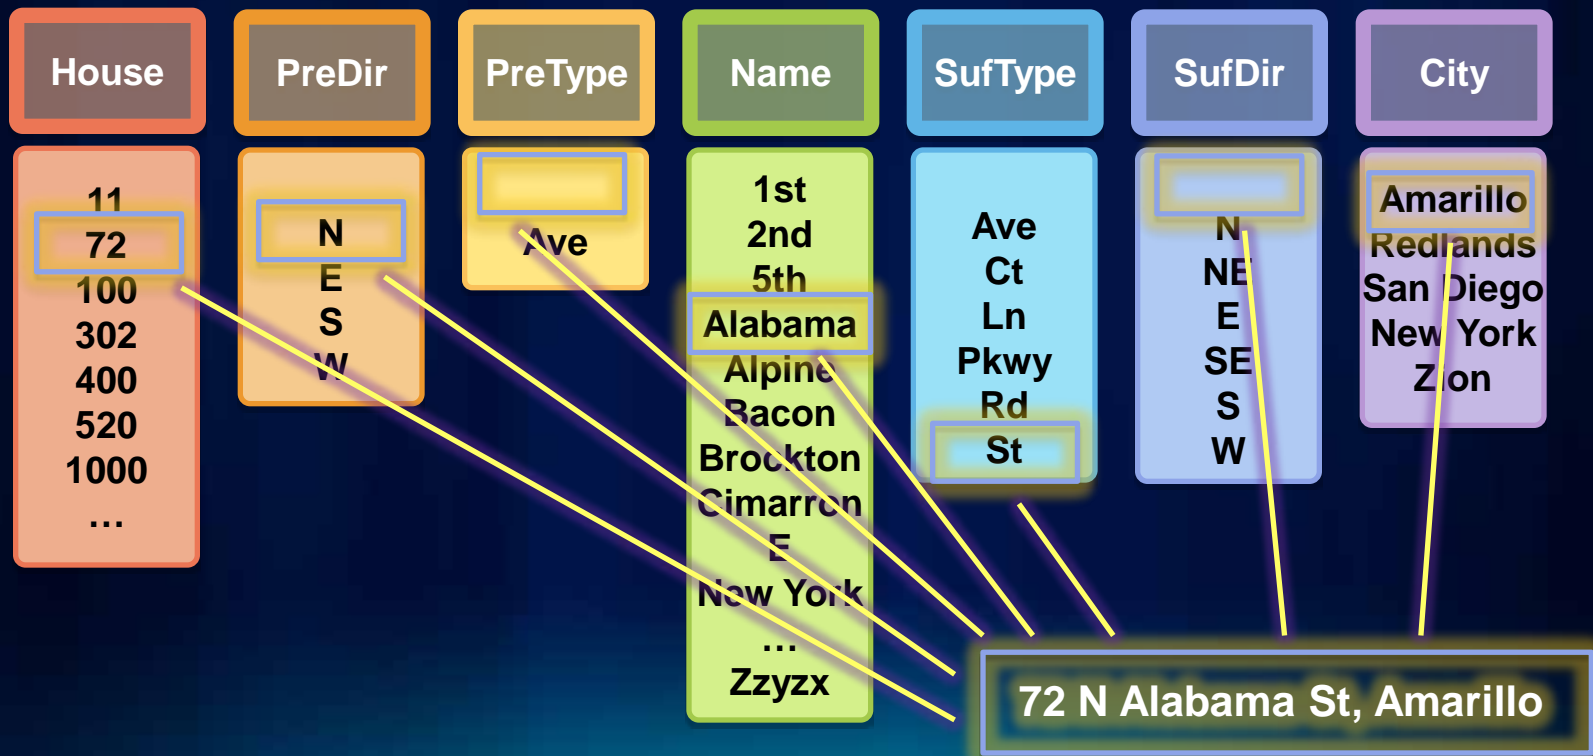 House
PreDir
PreType
Name
SufType
SufDir
City
11
72
100
302
400
520
1000
…
N
E
S
W
Ave
1st
2nd
5th
Alabama
Alpine
Bacon
Brockton
Cimarron
E
New York
…
Zzyzx
Ave
Ct
Ln
Pkwy
Rd
St
N
NE
E
SE
S
W
Amarillo
Redlands
San Diego
New York
Zion
72 N Alabama St, Amarillo